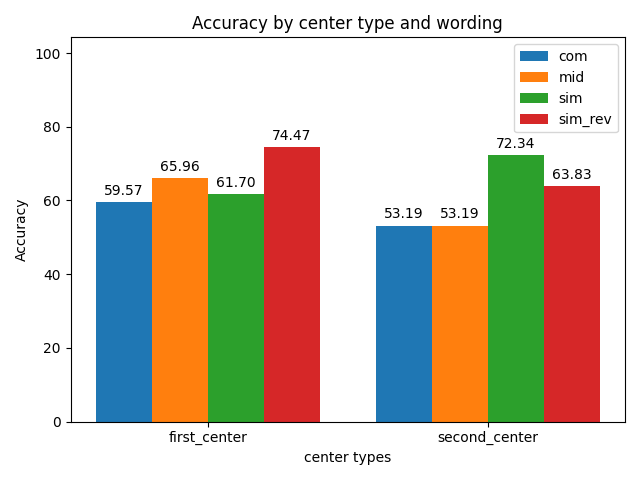 Accuracy by center type and wording
com
mid
sim
sim_rev
100
80
60
40
20
0
Accuracy
59.57
65.96
61.70
74.47
53.19
53.19
72.34
63.83
first_center
second_center
center types